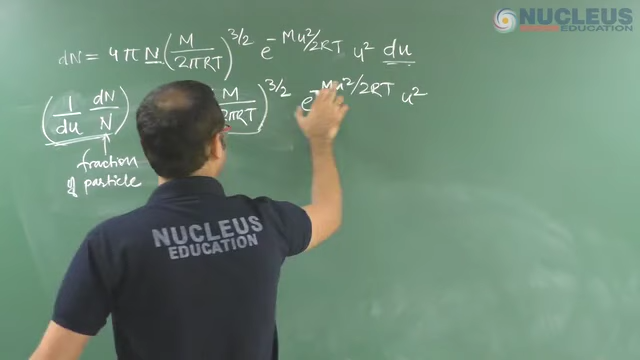 NUCLEUS
EDUCATION
dN = 4π N (M/2πRT)^3/2 e^-Mu²/2RT u² du
(1/du dN/N) (M/2πRT)^3/2 e^-Mu²/2RT u²
fraction
of particle
NUCLEUS
EDUCATION